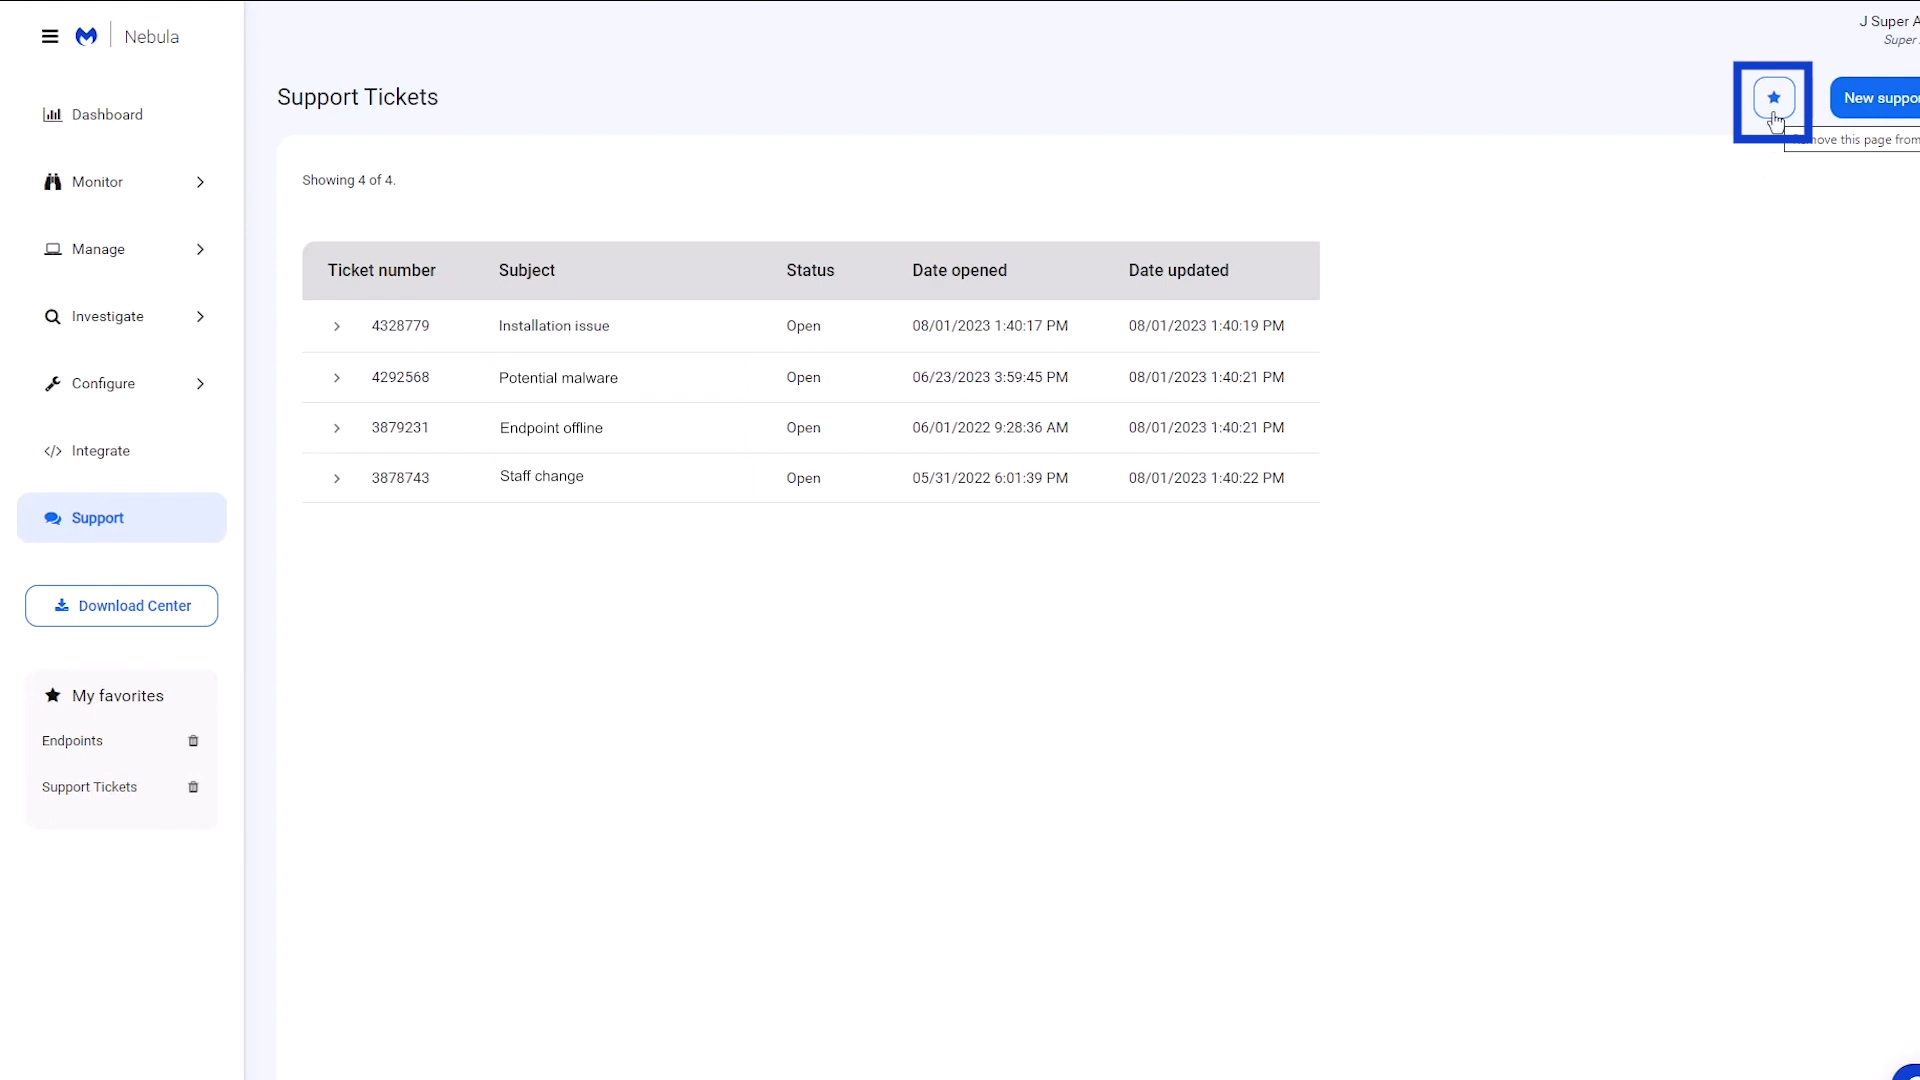 Nebula
J Super A
Super
Dashboard
Monitor
Manage
Investigate
Configure
Integrate
Support
Download Center
My favorites
Endpoints
Support Tickets
Support Tickets
New suppor
move this page from
Showing 4 of 4.
Ticket number Subject Status Date opened Date updated
4328779 Installation issue Open 08/01/2023 1:40:17 PM 08/01/2023 1:40:19 PM
4292568 Potential malware Open 06/23/2023 3:59:45 PM 08/01/2023 1:40:21 PM
3879231 Endpoint offline Open 06/01/2022 9:28:36 AM 08/01/2023 1:40:21 PM
3878743 Staff change Open 05/31/2022 6:01:39 PM 08/01/2023 1:40:22 PM